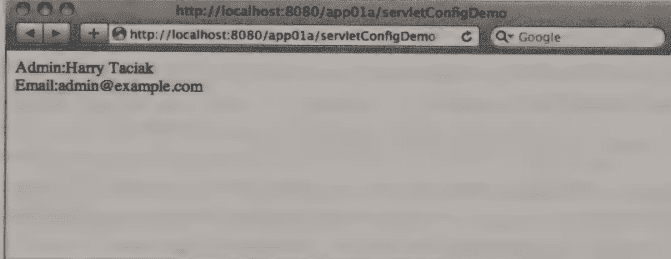 http://localhost:8080/app01a/servletConfigDemo
http://localhost:8080/app01a/servletConfigDemo
Google
Admin:Harry Taciak
Email:admin@example.com